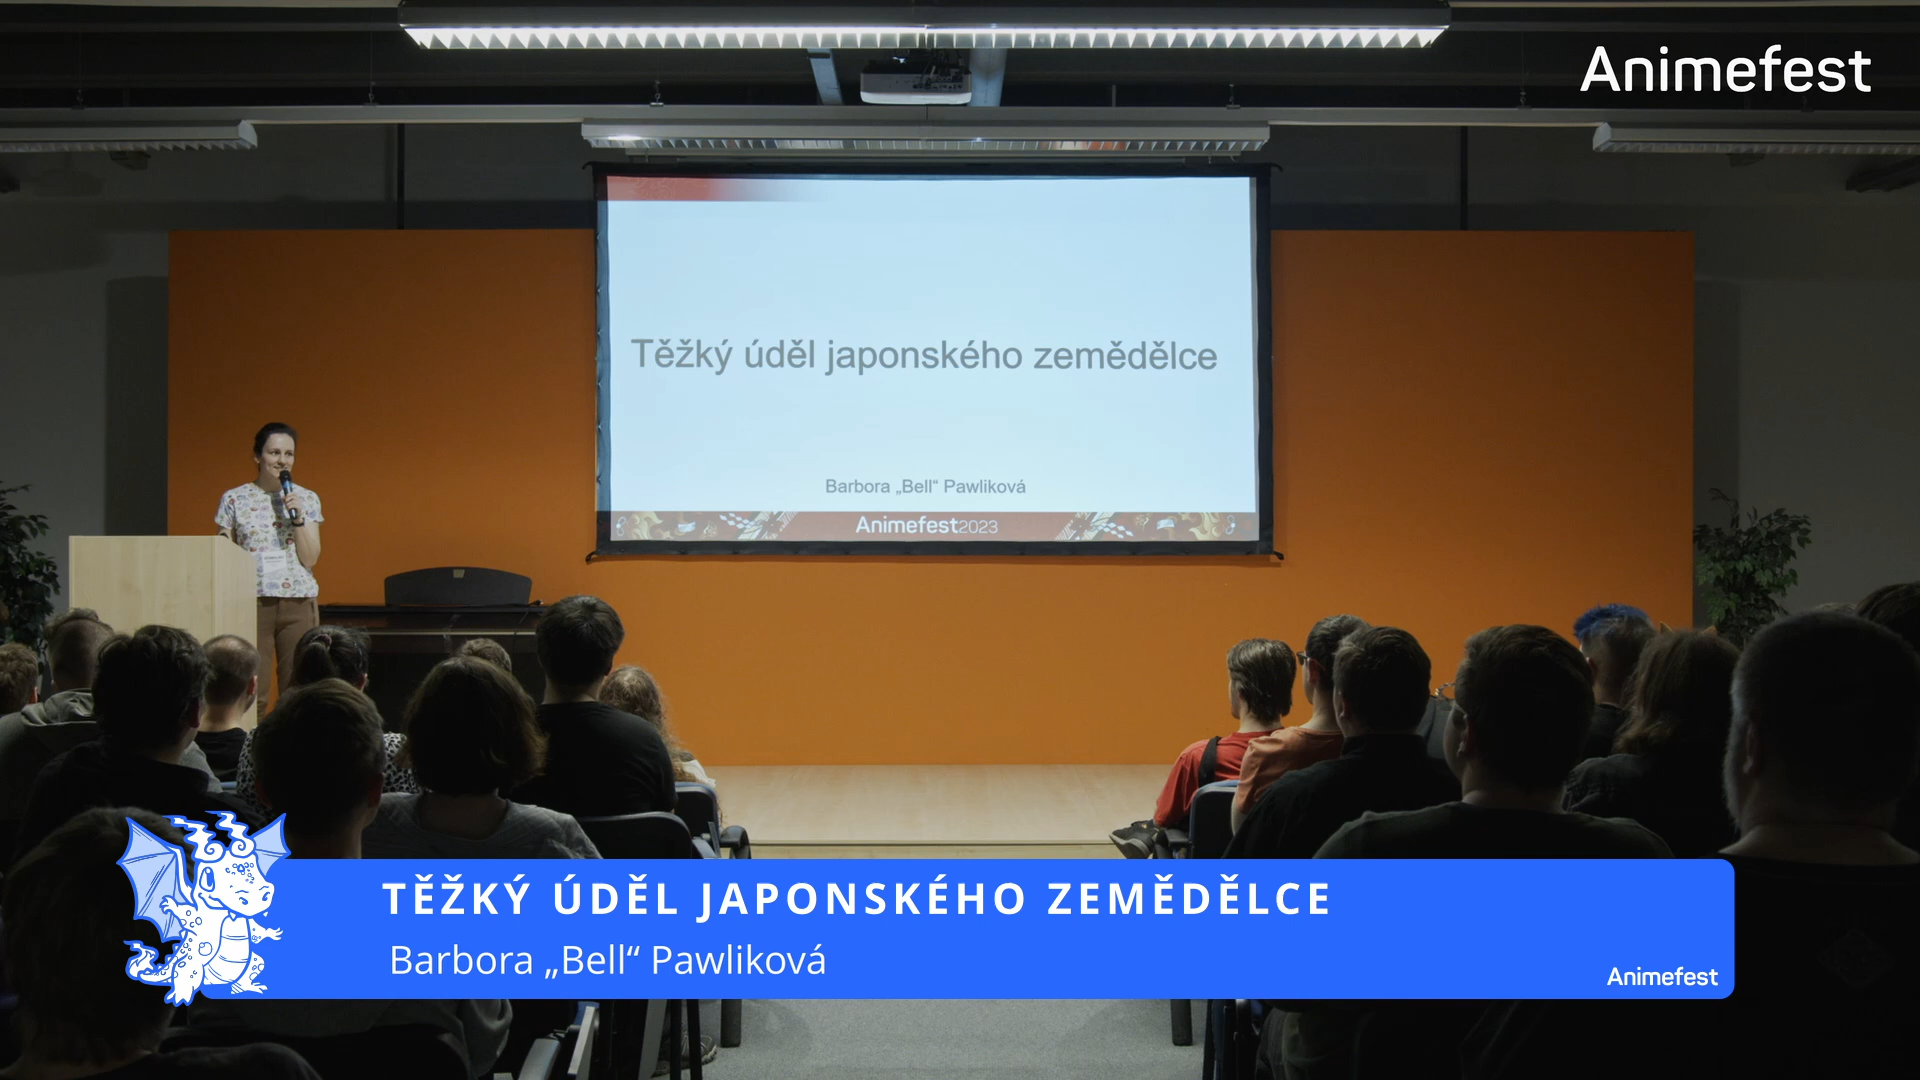 Animefest
Těžký úděl japonského zemědělce
Barbora „Bell“ Pawliková
Animefest2023
TĚŽKÝ ÚDĚL JAPONSKÉHO ZEMĚDĚLCE
Barbora „Bell“ Pawliková
Animefest